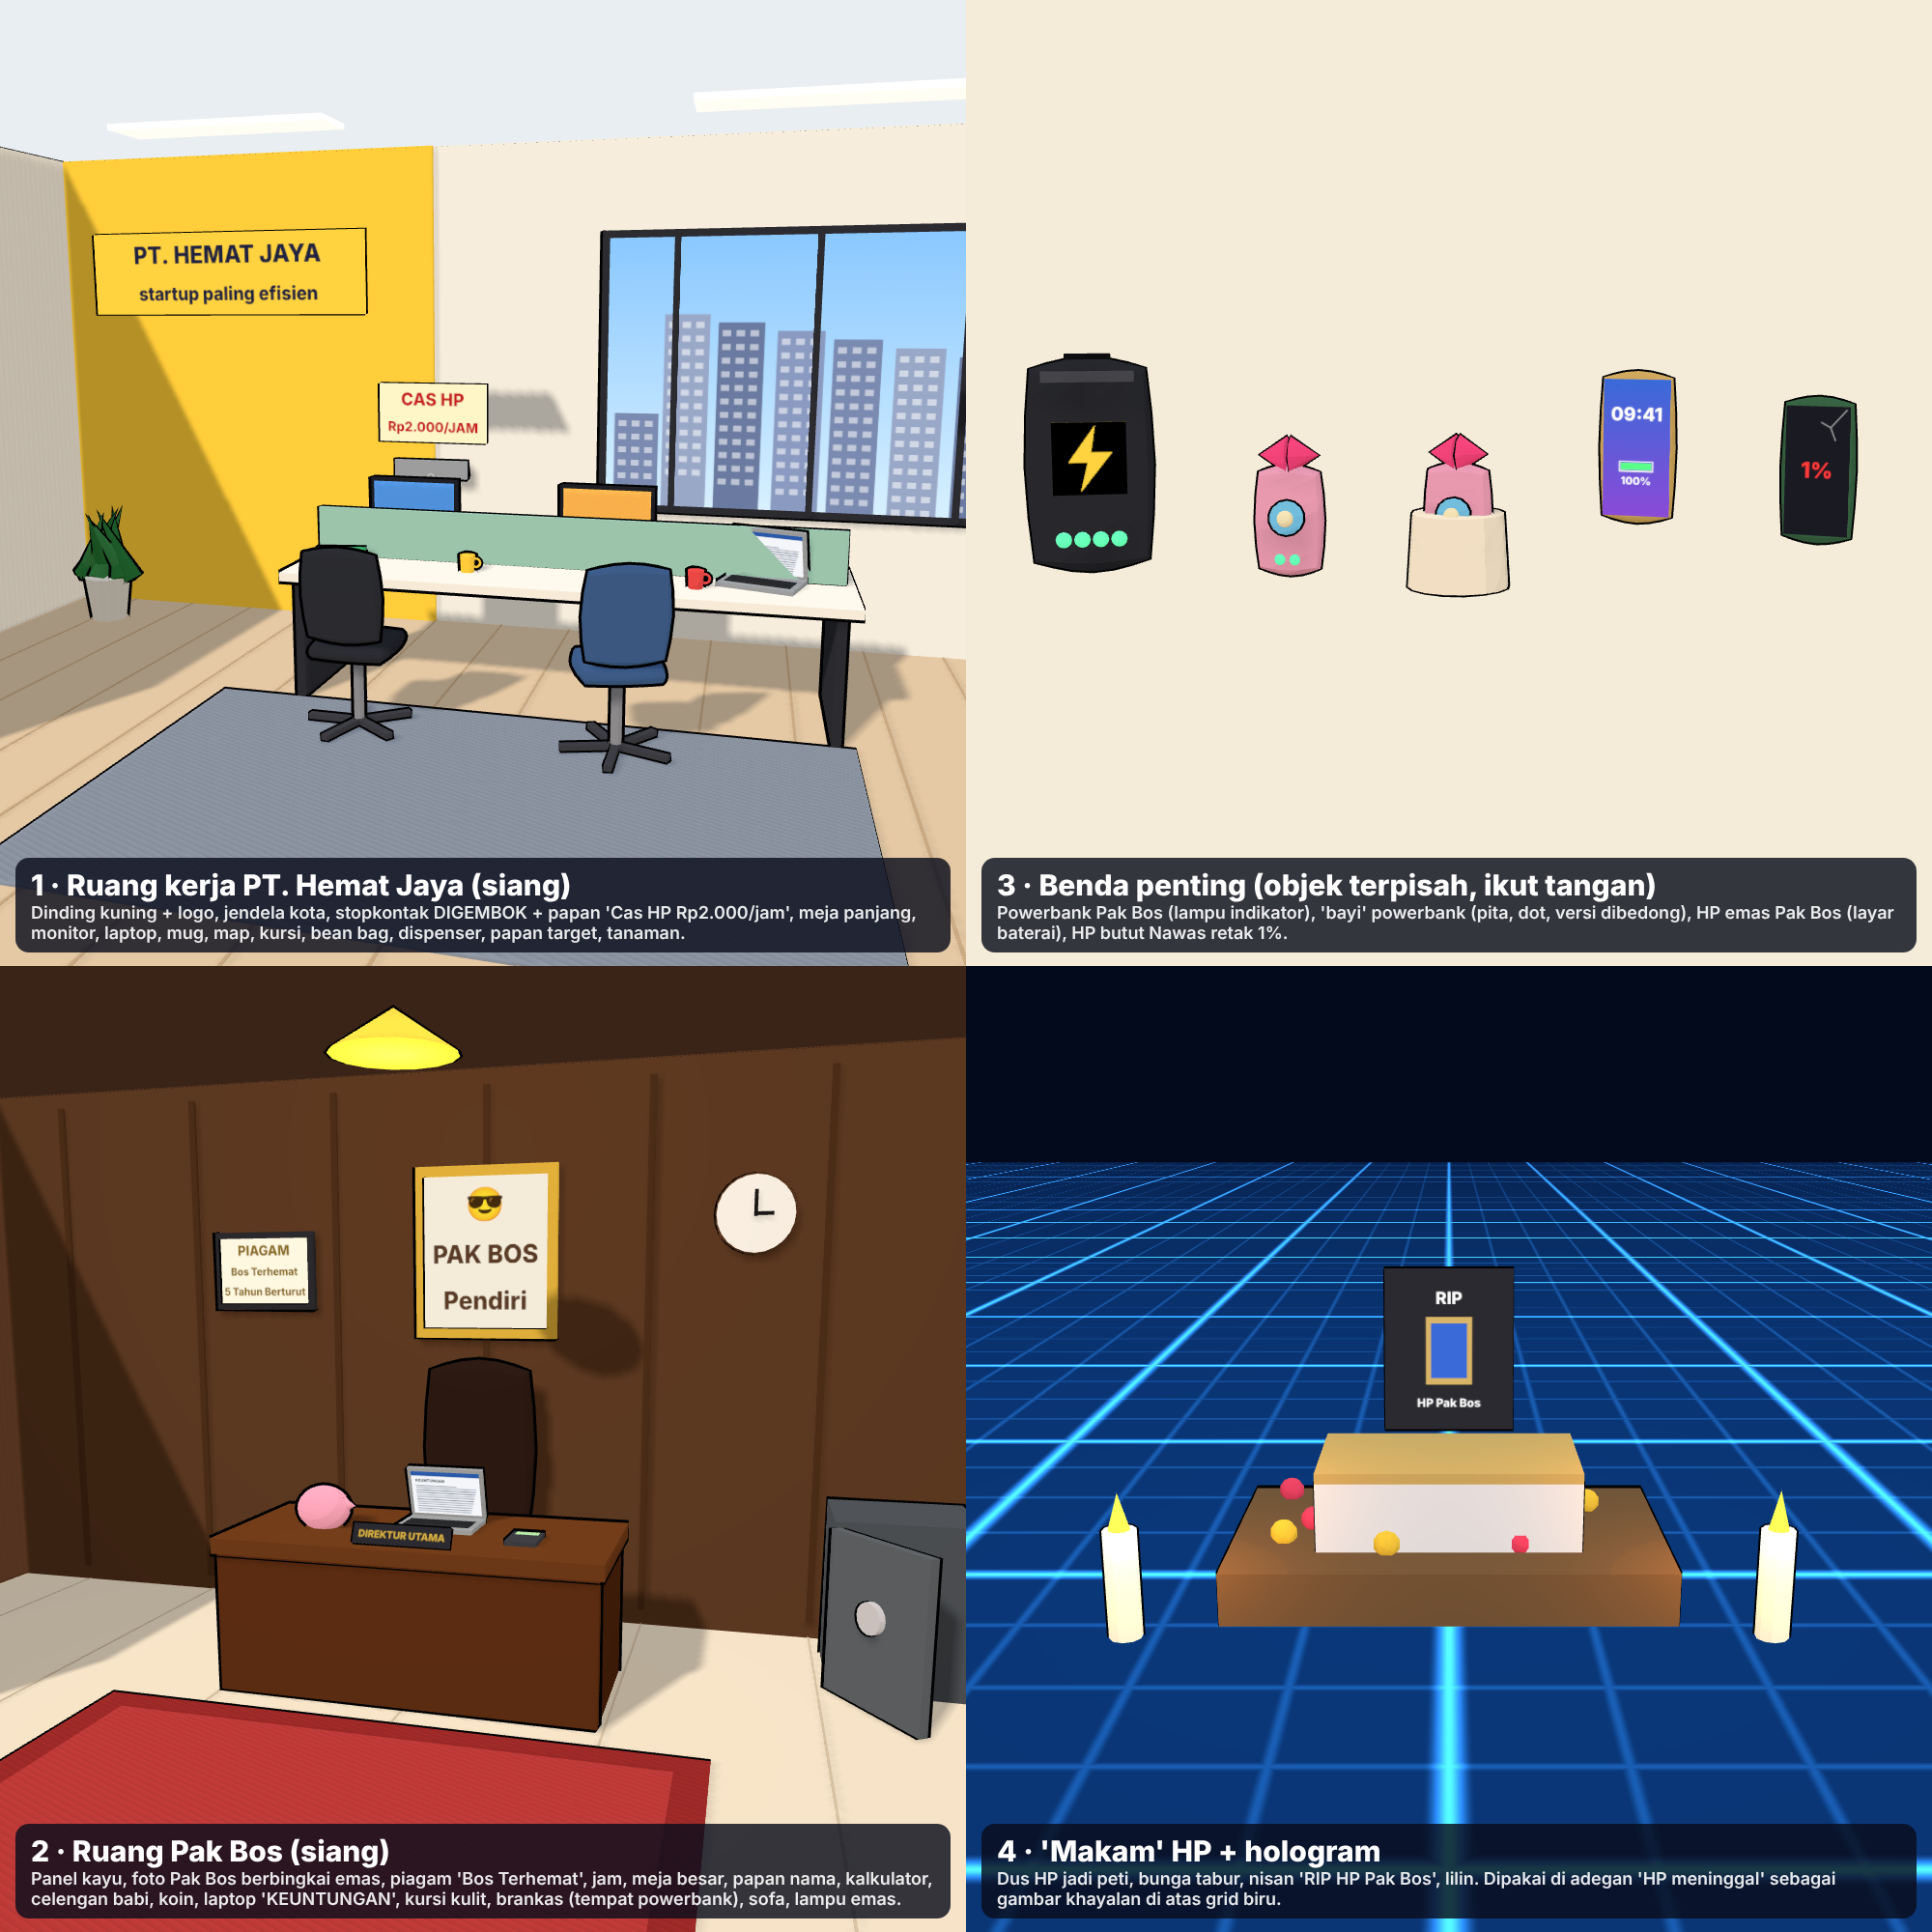 PT. HEMAT JAYA
startup paling efisien
CAS HP
Rp2.000/JAM
1 · Ruang kerja PT. Hemat Jaya (siang)
Dinding kuning + logo, jendela kota, stopkontak DIGEMBOK + papan 'Cas HP Rp2.000/jam', meja panjang,
monitor, laptop, mug, map, kursi, bean bag, dispenser, papan target, tanaman.
09:41
100%
1%
3 · Benda penting (objek terpisah, ikut tangan)
Powerbank Pak Bos (lampu indikator), 'bayi' powerbank (pita, dot, versi dibedong), HP emas Pak Bos (layar
baterai), HP butut Nawas retak 1%.
PIAGAM
Bos Terhemat
5 Tahun Berturut
PAK BOS
Pendiri
DIREKTUR UTAMA
2 · Ruang Pak Bos (siang)
Panel kayu, foto Pak Bos berbingkai emas, piagam 'Bos Terhemat', jam, meja besar, papan nama, kalkulator,
celengan babi, koin, laptop 'KEUNTUNGAN', kursi kulit, brankas (tempat powerbank), sofa, lampu emas.
RIP
HP Pak Bos
4 · 'Makam' HP + hologram
Dus HP jadi peti, bunga tabur, nisan 'RIP HP Pak Bos', lilin. Dipakai di adegan 'HP meninggal' sebagai
gambar khayalan di atas grid biru.